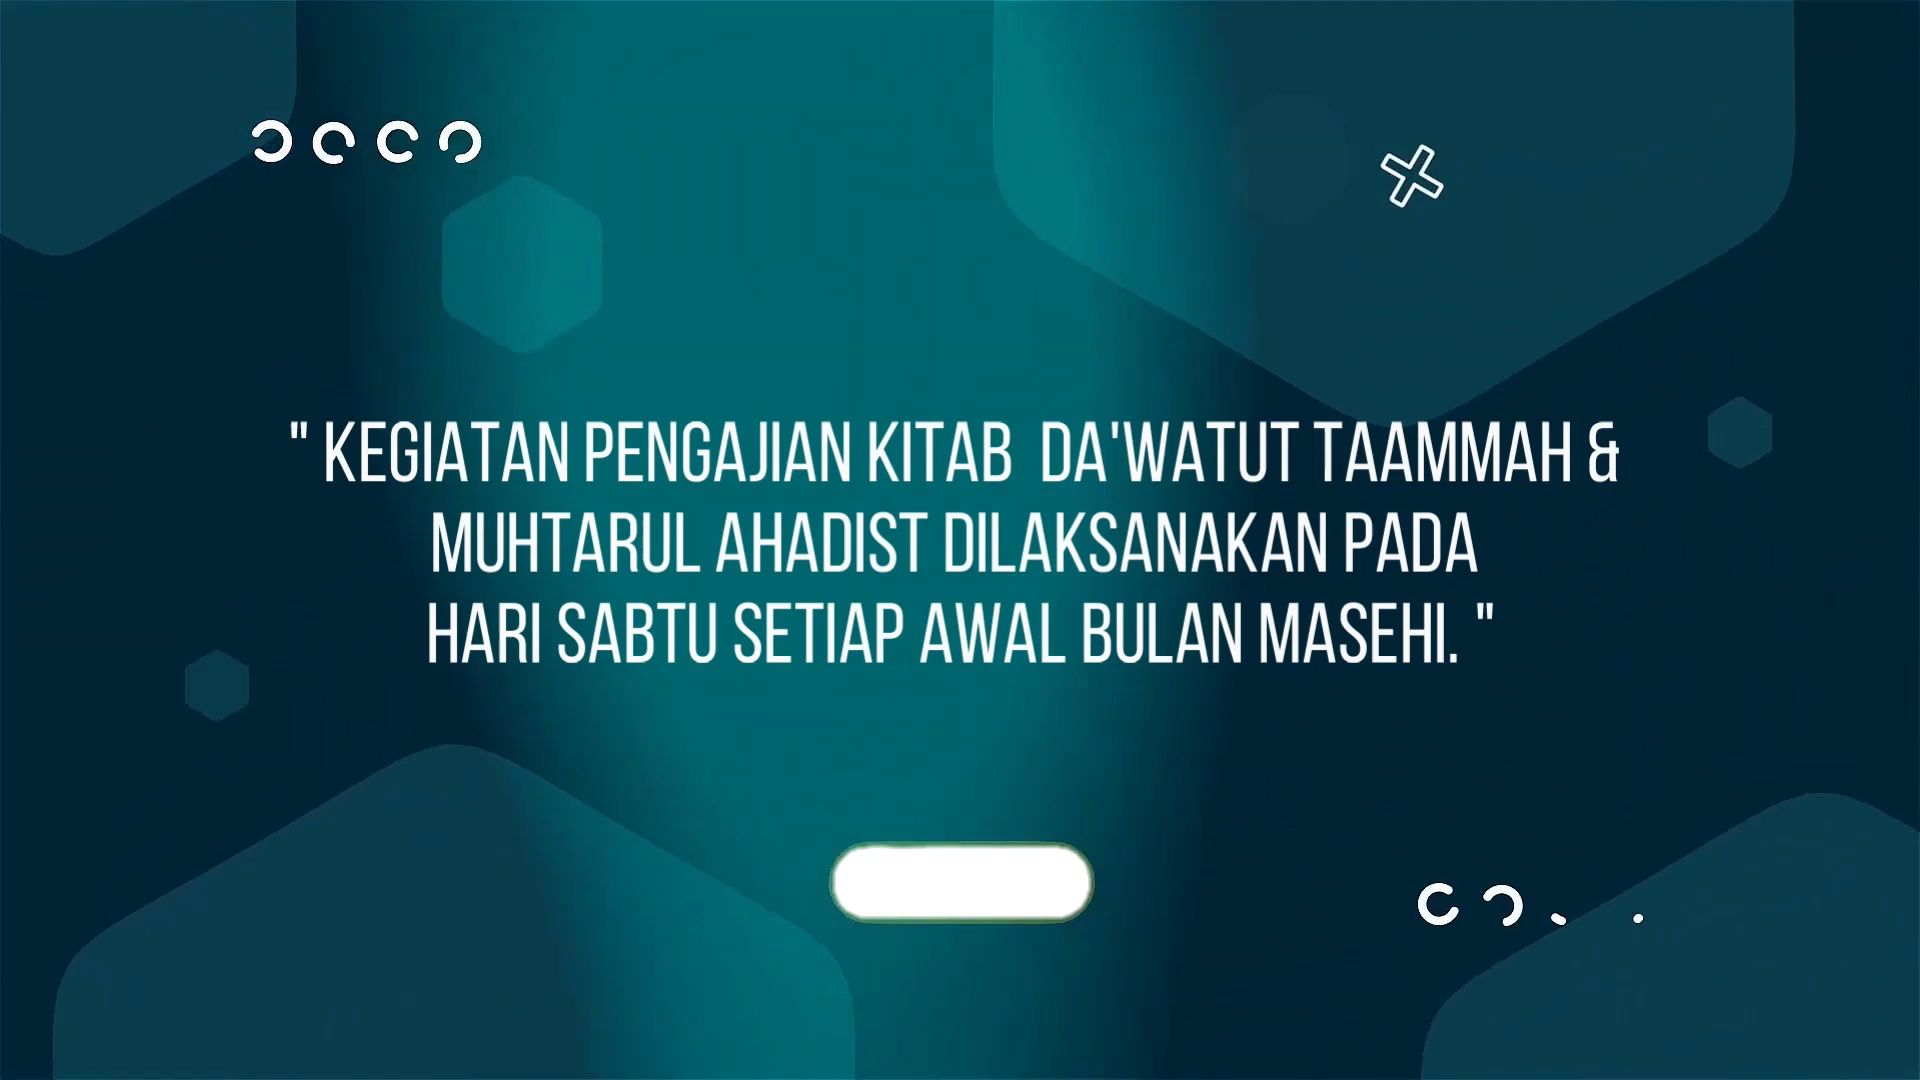 " KEGIATAN PENGAJIAN KITAB  DA'WATUT TAAMMAH &
MUHTARUL AHADIST DILAKSANAKAN PADA
HARI SABTU SETIAP AWAL BULAN MASEHI. "